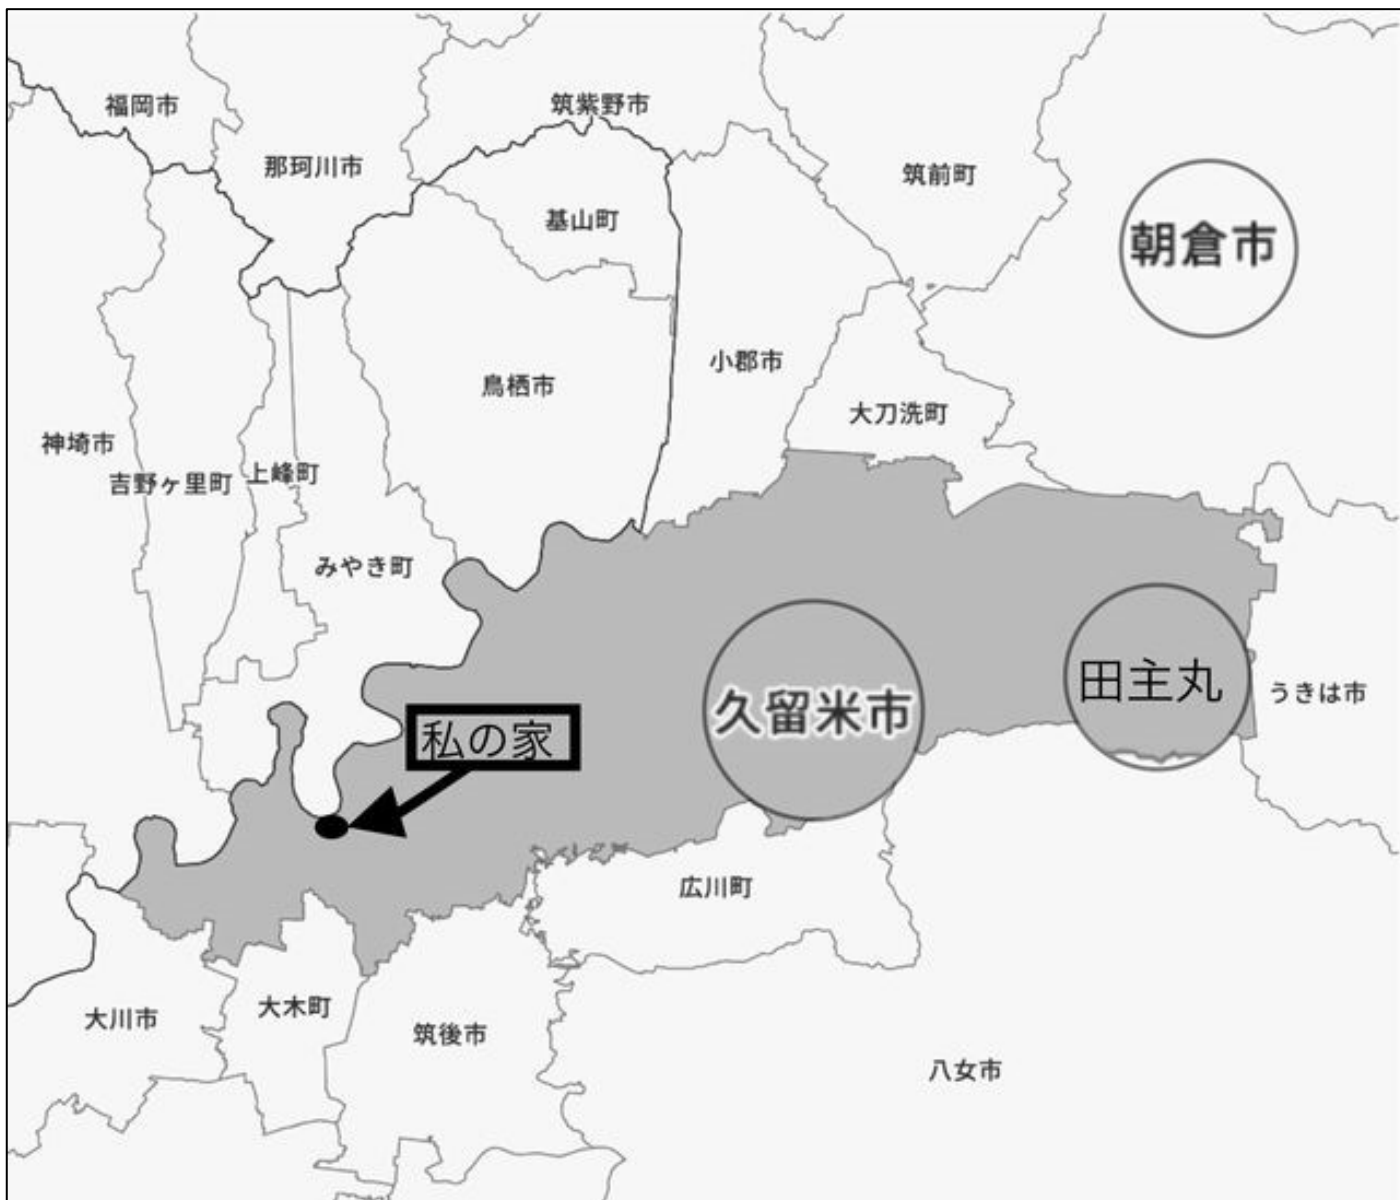 福岡市
筑紫野市
那珂川市
筑前町
基山町
朝倉市
小郡市
鳥栖市
大刀洗町
神埼市
吉野ヶ里町
上峰町
みやき町
田主丸
うきは市
久留米市
私の家
広川町
大木町
大川市
筑後市
八女市